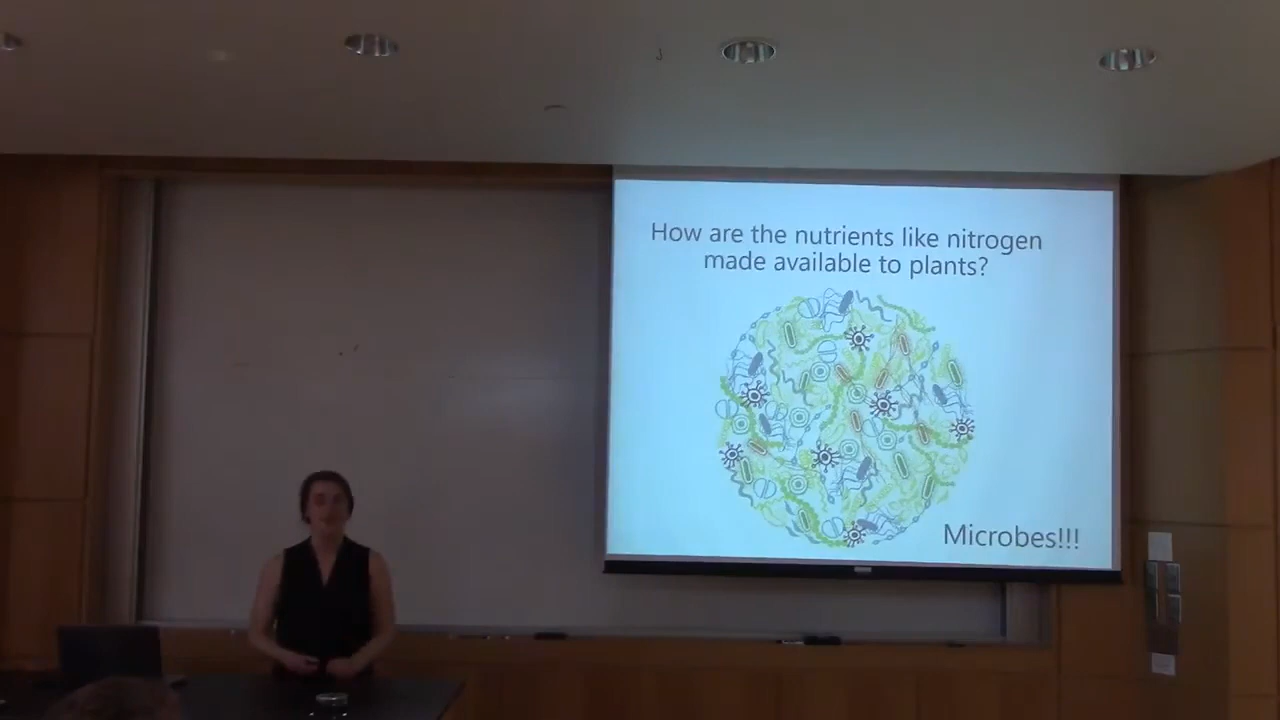 How are the nutrients like nitrogen
made available to plants?
Microbes!!!